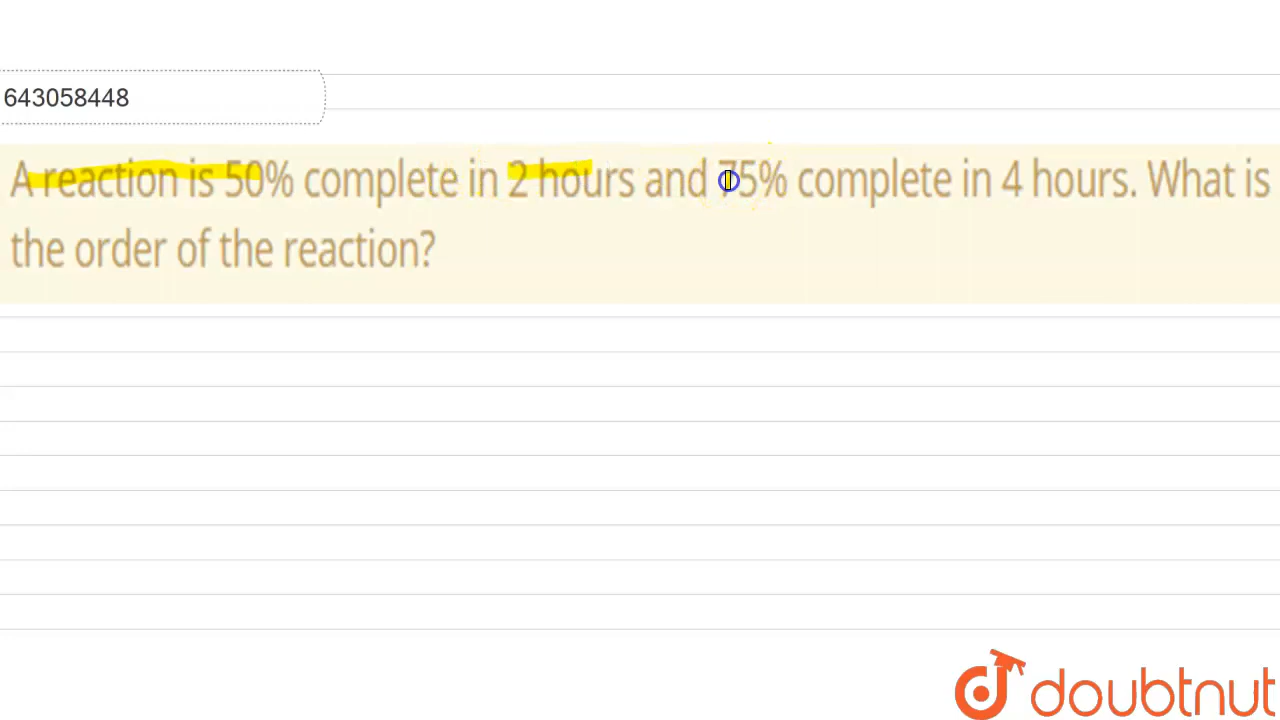 643058448
A reaction is 50% complete in 2 hours and 75% complete in 4 hours. What is
the order of the reaction?
doubtnut